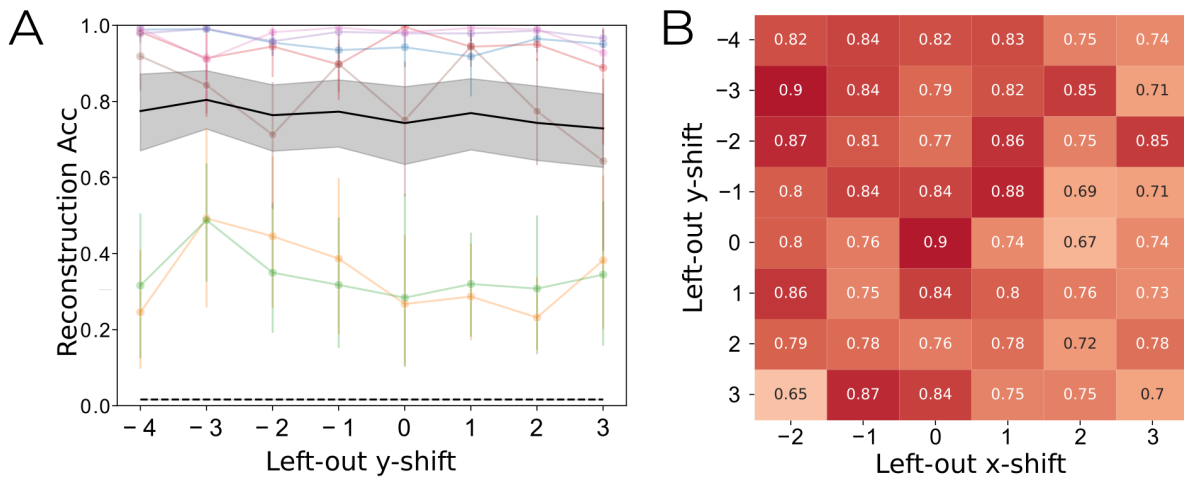 A
Reconstruction Acc
1.0
0.8
0.6
0.4
0.2
0.0
−4 −3 −2 −1 0 1 2 3
Left-out y-shift
B
Left-out y-shift
−4 0.82 0.84 0.82 0.83 0.75 0.74
−3 0.9 0.84 0.79 0.82 0.85 0.71
−2 0.87 0.81 0.77 0.86 0.75 0.85
−1 0.8 0.84 0.84 0.88 0.69 0.71
0 0.8 0.76 0.9 0.74 0.67 0.74
1 0.86 0.75 0.84 0.8 0.76 0.73
2 0.79 0.78 0.76 0.78 0.72 0.78
3 0.65 0.87 0.84 0.75 0.75 0.7
−2 −1 0 1 2 3
Left-out x-shift